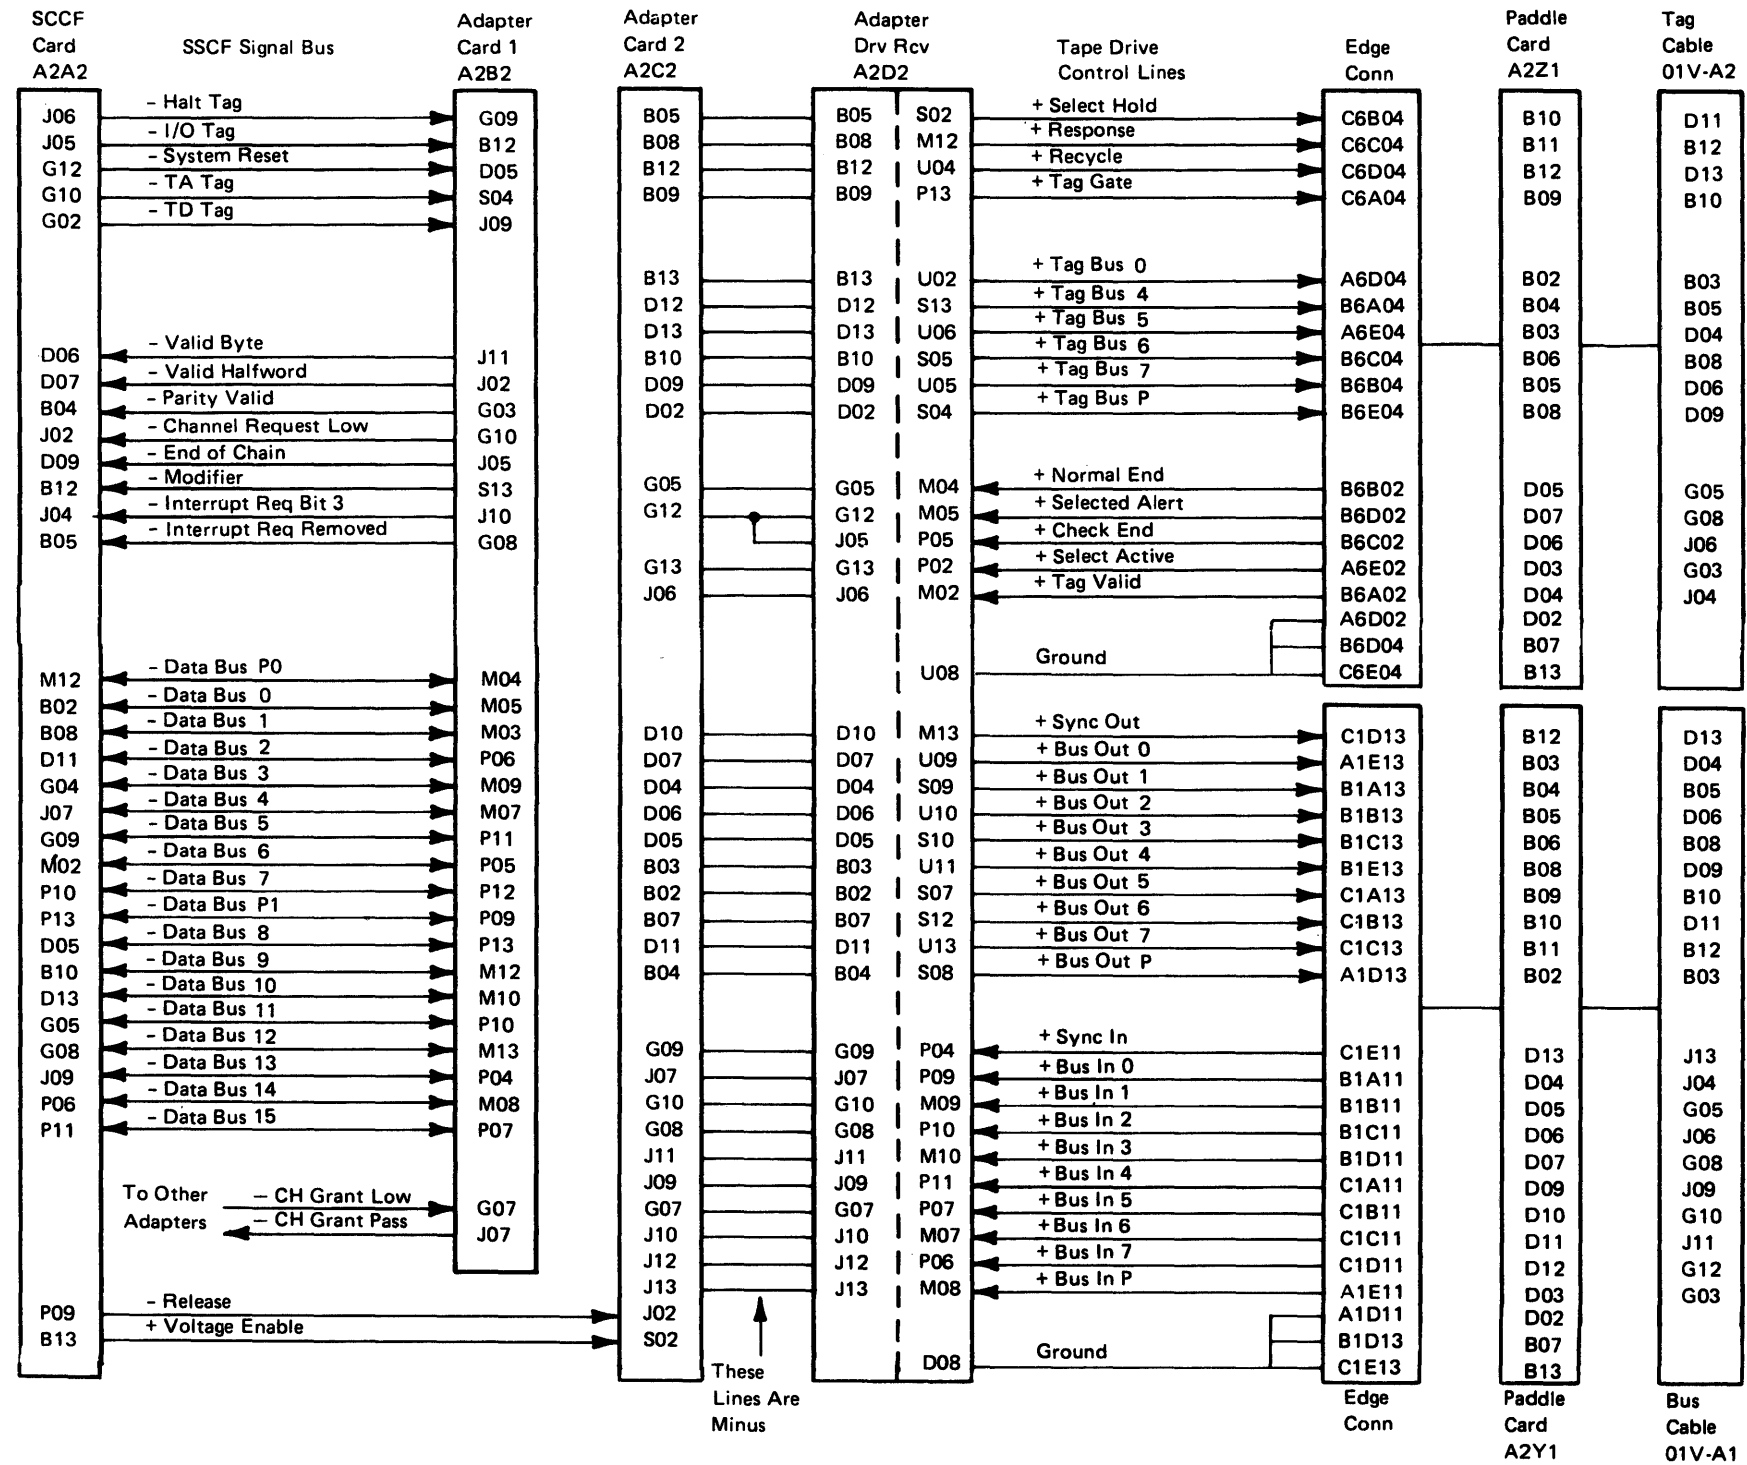 SCCF Card A2A2
SSCF Signal Bus
Adapter Card 1 A2B2
Adapter Card 2 A2C2
Adapter Drv Rcv A2D2
Tape Drive Control Lines
Edge Conn
Paddle Card A2Z1
Tag Cable 01V-A2
J06 - Halt Tag G09
J05 - I/O Tag B12
G12 - System Reset D05
G10 - TA Tag S04
G02 - TD Tag J09
D06 - Valid Byte J11
D07 - Valid Halfword J02
B04 - Parity Valid G03
J02 - Channel Request Low G10
D09 - End of Chain J05
B12 - Modifier S13
J04 - Interrupt Req Bit 3 J10
B05 - Interrupt Req Removed G08
M12 - Data Bus P0 M04
B02 - Data Bus 0 M05
B08 - Data Bus 1 M03
D11 - Data Bus 2 P06
G04 - Data Bus 3 M09
J07 - Data Bus 4 M07
G09 - Data Bus 5 P11
M02 - Data Bus 6 P05
P10 - Data Bus 7 P12
P13 - Data Bus P1 P09
D05 - Data Bus 8 P13
B10 - Data Bus 9 M12
D13 - Data Bus 10 M10
G05 - Data Bus 11 P10
G08 - Data Bus 12 M13
J09 - Data Bus 13 P04
P06 - Data Bus 14 M08
P11 - Data Bus 15 P07
To Other Adapters
- CH Grant Low G07
- CH Grant Pass J07
P09 - Release J02
B13 + Voltage Enable S02
B05 B05 S02 + Select Hold C6B04 B10 D11
B08 B08 M12 + Response C6C04 B11 B12
B12 B12 U04 + Recycle C6D04 B12 D13
B09 B09 P13 + Tag Gate C6A04 B09 B10
B13 B13 U02 + Tag Bus 0 A6D04 B02 B03
D12 D12 S13 + Tag Bus 4 B6A04 B04 B05
D13 D13 U06 + Tag Bus 5 A6E04 B03 D04
B10 B10 S05 + Tag Bus 6 B6C04 B06 B08
D09 D09 U05 + Tag Bus 7 B6B04 B05 D06
D02 D02 S04 + Tag Bus P B6E04 B08 D09
G05 G05 M04 + Normal End B6B02 D05 G05
G12 G12 M05 + Selected Alert B6D02 D07 G08
J05 P05 + Check End B6C02 D06 J06
G13 G13 P02 + Select Active A6E02 D03 G03
J06 J06 M02 + Tag Valid B6A02 D04 J04
A6D02 D02
B6D04 B07
U08 Ground C6E04 B13
D10 D10 M13 + Sync Out C1D13 B12 D13
D07 D07 U09 + Bus Out 0 A1E13 B03 D04
D04 D04 S09 + Bus Out 1 B1A13 B04 B05
D06 D06 U10 + Bus Out 2 B1B13 B05 D06
D05 D05 S10 + Bus Out 3 B1C13 B06 B08
B03 B03 U11 + Bus Out 4 B1E13 B08 D09
B02 B02 S07 + Bus Out 5 C1A13 B09 B10
B07 B07 S12 + Bus Out 6 C1B13 B10 D11
D11 D11 U13 + Bus Out 7 C1C13 B11 B12
B04 B04 S08 + Bus Out P A1D13 B02 B03
G09 G09 P04 + Sync In C1E11 D13 J13
J07 J07 P09 + Bus In 0 B1A11 D04 J04
G10 G10 M09 + Bus In 1 B1B11 D05 G05
G08 G08 P10 + Bus In 2 B1C11 D06 J06
J11 J11 M10 + Bus In 3 B1D11 D07 G08
J09 J09 P11 + Bus In 4 C1A11 D09 J09
G07 G07 P07 + Bus In 5 C1B11 D10 G10
J10 J10 M07 + Bus In 6 C1C11 D11 J11
J12 J12 P06 + Bus In 7 C1D11 D12 G12
J13 J13 M08 + Bus In P A1E11 D03 G03
A1D11 D02
B1D13 B07
D08 Ground C1E13 B13
These Lines Are Minus
Edge Conn
Paddle Card A2Y1
Bus Cable 01V-A1